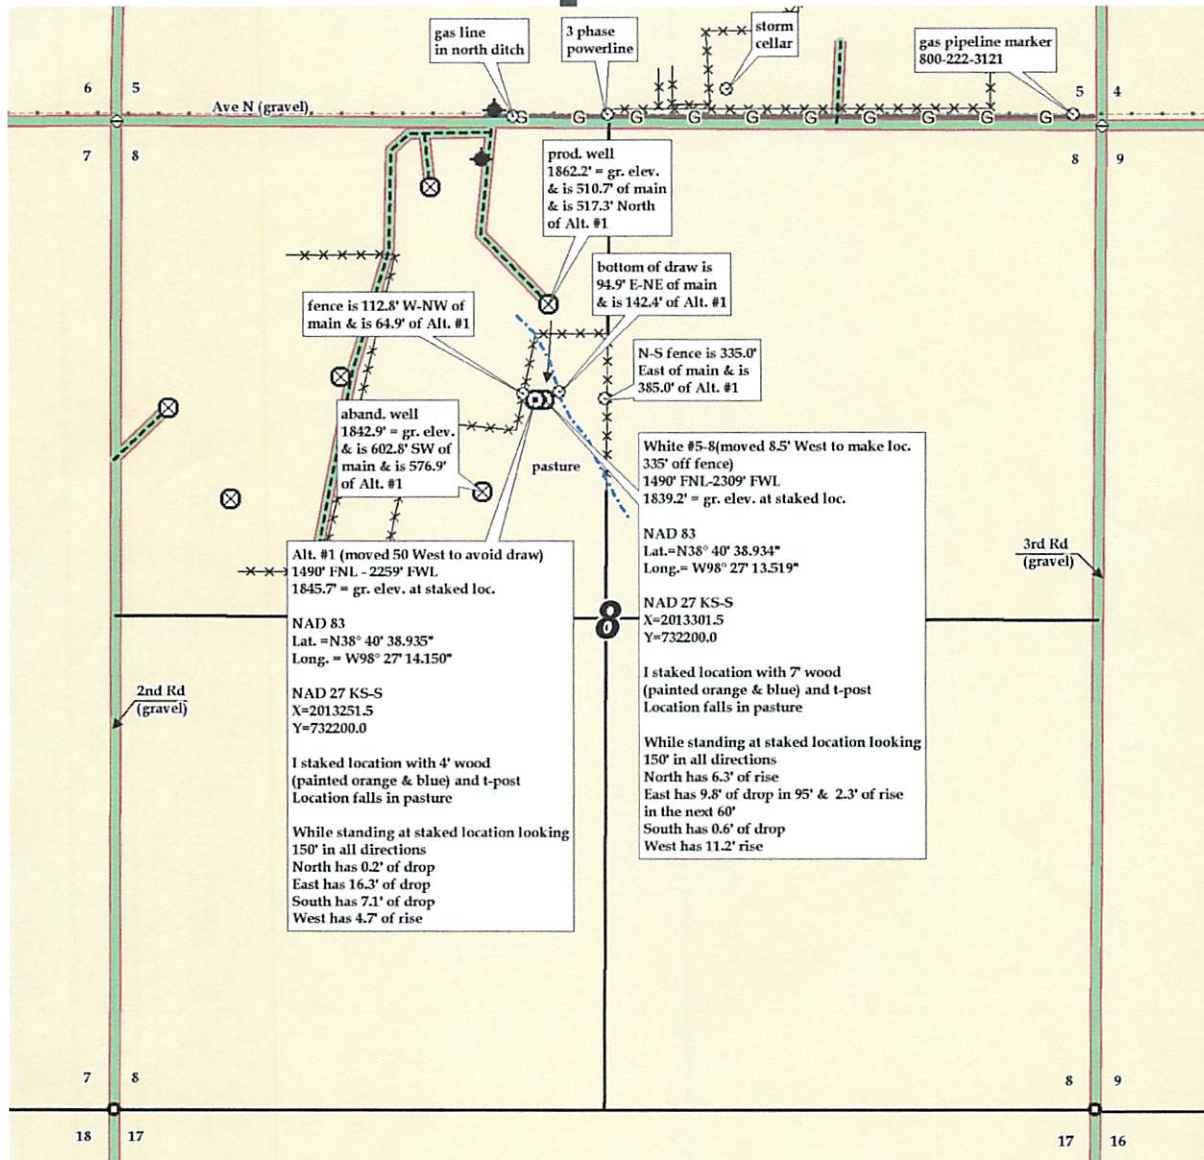 gas line
in north ditch
3 phase
powerline
storm
cellar
gas pipeline marker
800-222-3121
6 5
5 4
Ave N (gravel)
S G G G G G G G G G
7 8
8 9
prod. well
1862.2' = gr. elev.
& is 510.7' of main
& is 517.3' North
of Alt. #1
bottom of draw is
94.9' E-NE of main
& is 142.4' of Alt. #1
fence is 112.8' W-NW of
main & is 64.9' of Alt. #1
N-S fence is 335.0'
East of main & is
385.0' of Alt. #1
aband. well
1842.9' = gr. elev.
& is 602.8' SW of
main & is 576.9'
of Alt. #1
pasture
White #5-8(moved 8.5' West to make loc.
335' off fence)
1490' FNL-2309' FWL
1839.2' = gr. elev. at staked loc.
NAD 83
Lat.=N38° 40' 38.934"
Long.= W98° 27' 13.519"
NAD 27 KS-S
X=2013301.5
Y=732200.0
I staked location with 7' wood
(painted orange & blue) and t-post
Location falls in pasture
While standing at staked location looking
150' in all directions
North has 6.3' of rise
East has 9.8' of drop in 95' & 2.3' of rise
in the next 60'
South has 0.6' of drop
West has 11.2' rise
Alt. #1 (moved 50 West to avoid draw)
1490' FNL - 2259' FWL
1845.7' = gr. elev. at staked loc.
NAD 83
Lat. =N38° 40' 38.935"
Long. = W98° 27' 14.150"
NAD 27 KS-S
X=2013251.5
Y=732200.0
I staked location with 4' wood
(painted orange & blue) and t-post
Location falls in pasture
While standing at staked location looking
150' in all directions
North has 0.2' of drop
East has 16.3' of drop
South has 7.1' of drop
West has 4.7' of rise
8
3rd Rd
(gravel)
2nd Rd
(gravel)
7 8
8 9
18 17
17 16